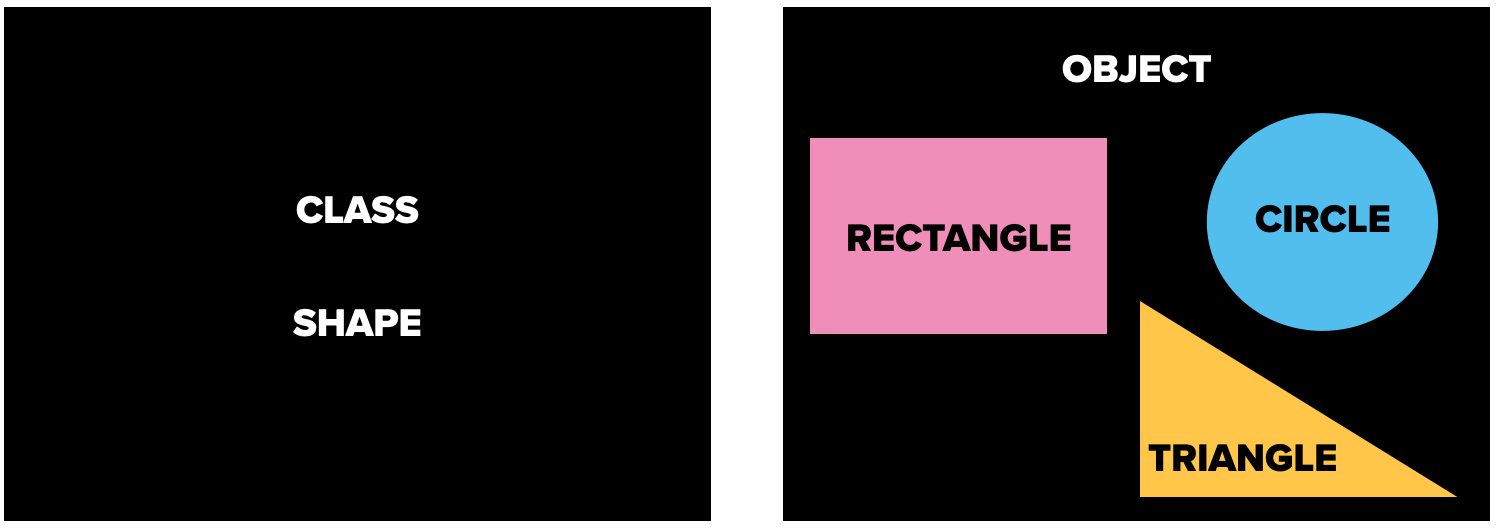 CLASS
SHAPE
OBJECT
RECTANGLE
CIRCLE
TRIANGLE